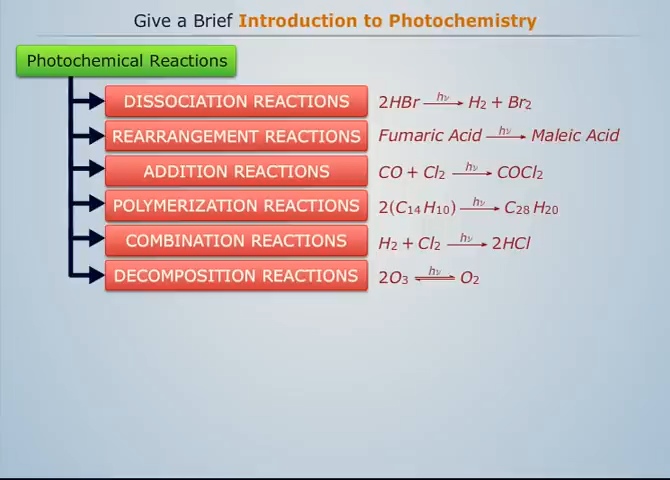 Give a Brief Introduction to Photochemistry
Photochemical Reactions
DISSOCIATION REACTIONS 2HBr —hν→ H₂ + Br₂
REARRANGEMENT REACTIONS Fumaric Acid —hν→ Maleic Acid
ADDITION REACTIONS CO + Cl₂ —hν→ COCl₂
POLYMERIZATION REACTIONS 2(C₁₄H₁₀) —hν→ C₂₈H₂₀
COMBINATION REACTIONS H₂ + Cl₂ —hν→ 2HCl
DECOMPOSITION REACTIONS 2O₃ ⇌hν O₂